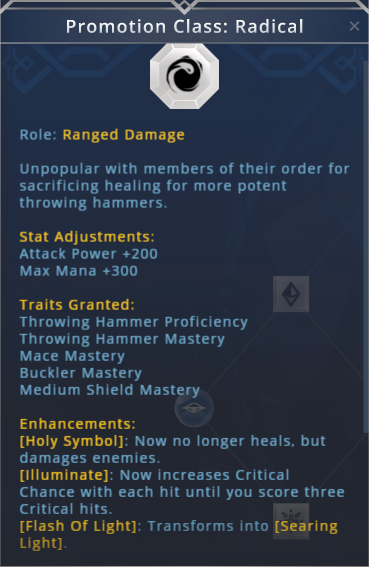 Promotion Class: Radical
Role: Ranged Damage
Unpopular with members of their order for
sacrificing healing for more potent
throwing hammers.
Stat Adjustments:
Attack Power +200
Max Mana +300
Traits Granted:
Throwing Hammer Proficiency
Throwing Hammer Mastery
Mace Mastery
Buckler Mastery
Medium Shield Mastery
Enhancements:
[Holy Symbol]: Now no longer heals, but
damages enemies.
[Illuminate]: Now increases Critical
Chance with each hit until you score three
Critical hits.
[Flash Of Light]: Transforms into [Searing
Light].